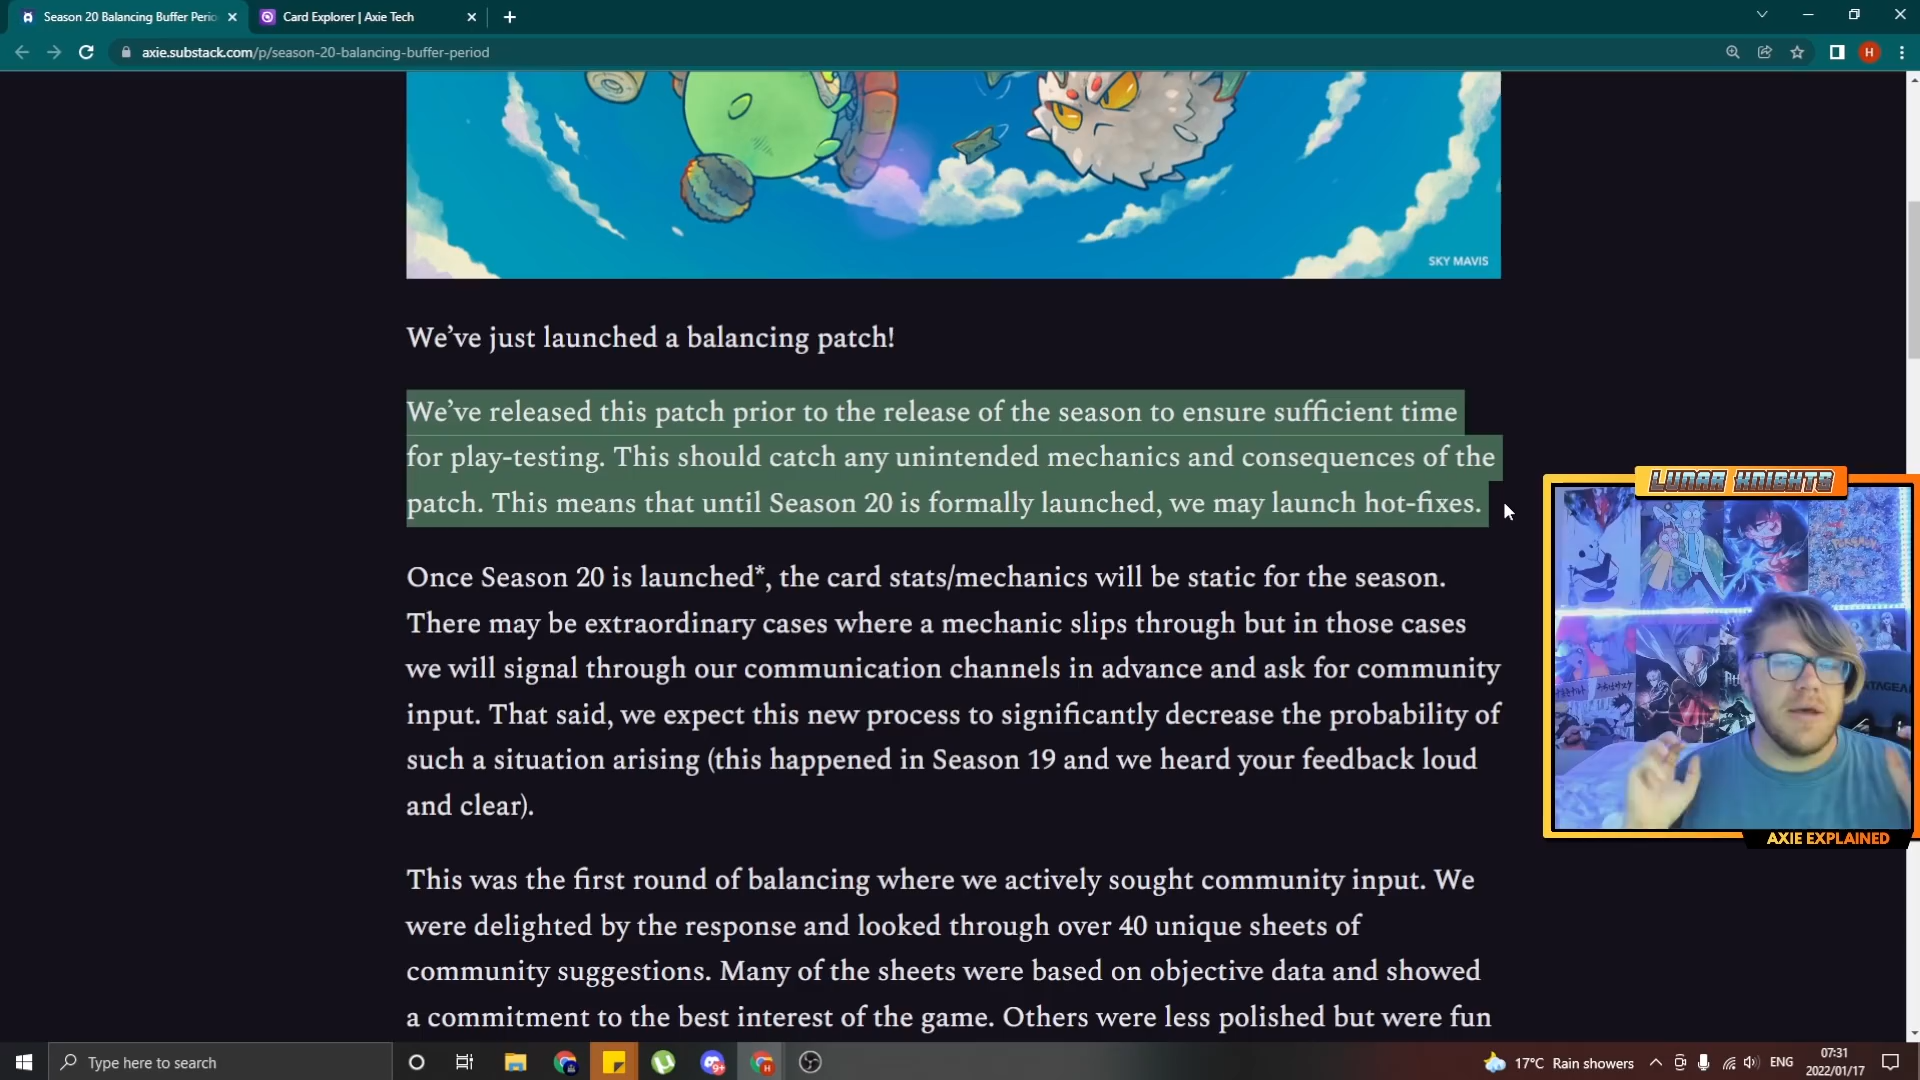 Season 20 Balancing Buffer Perio
Card Explorer | Axie Tech
axie.substack.com/p/season-20-balancing-buffer-period
H
SKY MAVIS
We've just launched a balancing patch!
We've released this patch prior to the release of the season to ensure sufficient time
for play-testing. This should catch any unintended mechanics and consequences of the
patch. This means that until Season 20 is formally launched, we may launch hot-fixes.
Once Season 20 is launched*, the card stats/mechanics will be static for the season.
There may be extraordinary cases where a mechanic slips through but in those cases
we will signal through our communication channels in advance and ask for community
input. That said, we expect this new process to significantly decrease the probability of
such a situation arising (this happened in Season 19 and we heard your feedback loud
and clear).
This was the first round of balancing where we actively sought community input. We
were delighted by the response and looked through over 40 unique sheets of
community suggestions. Many of the sheets were based on objective data and showed
a commitment to the best interest of the game. Others were less polished but were fun
LUNAR KNIGHTS
AXIE EXPLAINED
Type here to search
9+
H
17°C Rain showers
ENG
07:31
2022/01/17